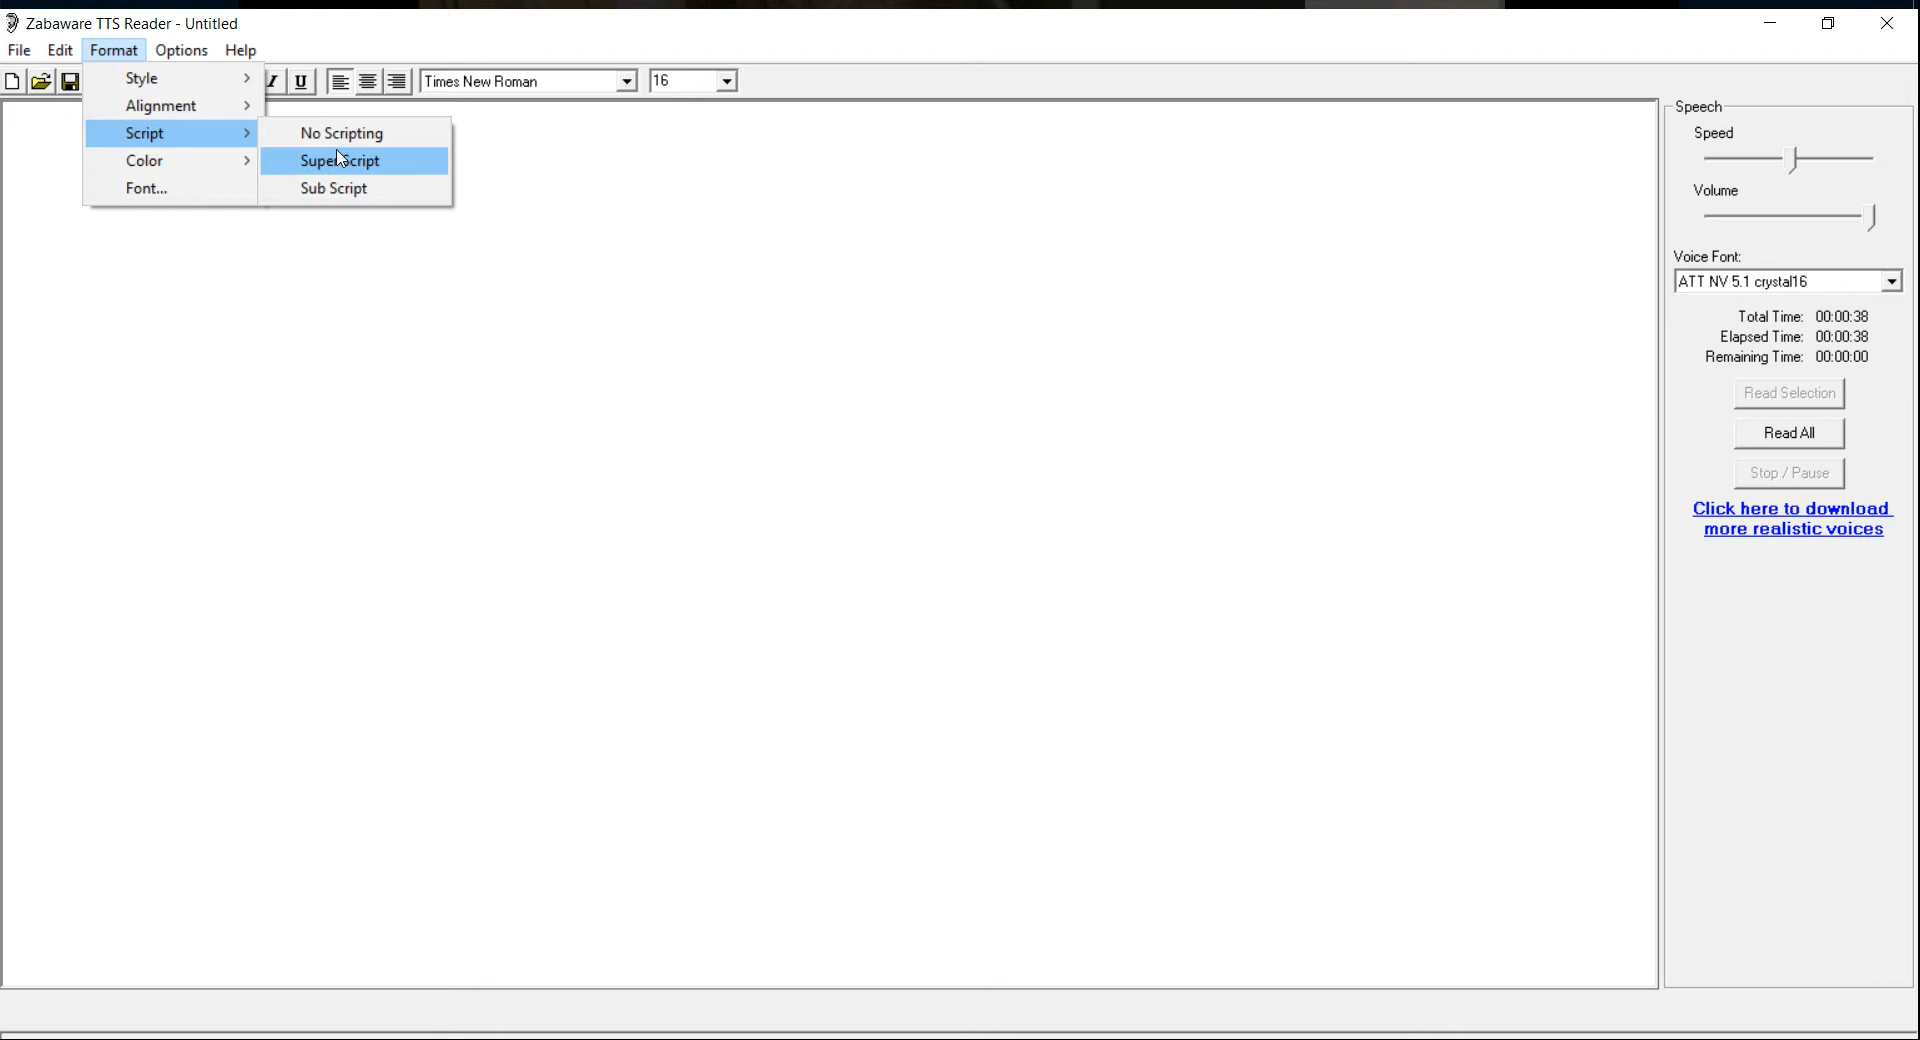 Zabaware TTS Reader - Untitled
File Edit Format Options Help
Style
Alignment
Script
Color
Font...
No Scripting
Super Script
Sub Script
I U
Times New Roman
16
Speech
Speed
Volume
Voice Font:
ATT NV 5.1 crystal16
Total Time: 00:00:38
Elapsed Time: 00:00:38
Remaining Time: 00:00:00
Read Selection
Read All
Stop / Pause
Click here to download
more realistic voices